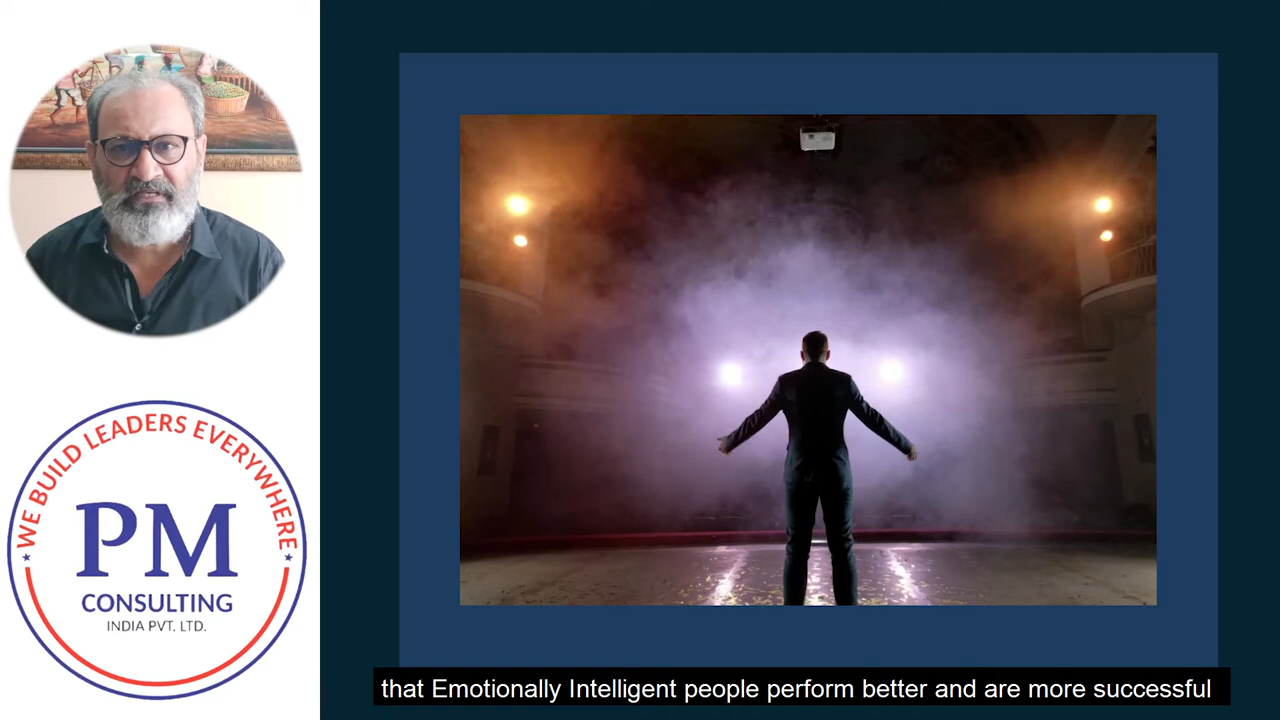 WE BUILD LEADERS EVERYWHERE
PM
CONSULTING
INDIA PVT. LTD.
that Emotionally Intelligent people perform better and are more successful